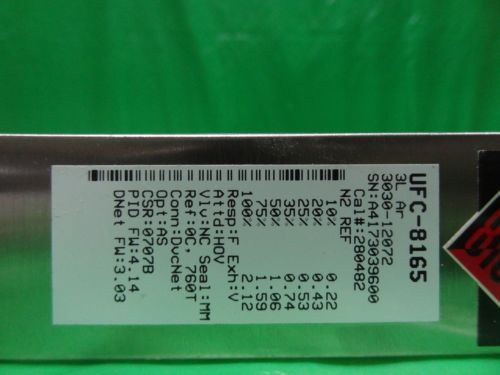 UFC-8165
3L Ar
3030-12072
SN:A4173039600
Cal#:280482
N2 REF
10% 0.22
20% 0.43
25% 0.53
35% 0.74
50% 1.06
75% 1.59
100% 2.12
Resp:F Exh:V
Attd:HOV
Vlv:NC Seal:MM
Ref:0C, 760T
Conn:DvcNet
Opt:AS
CSR:0707B
PID FW:4.14
DNet FW:3.03